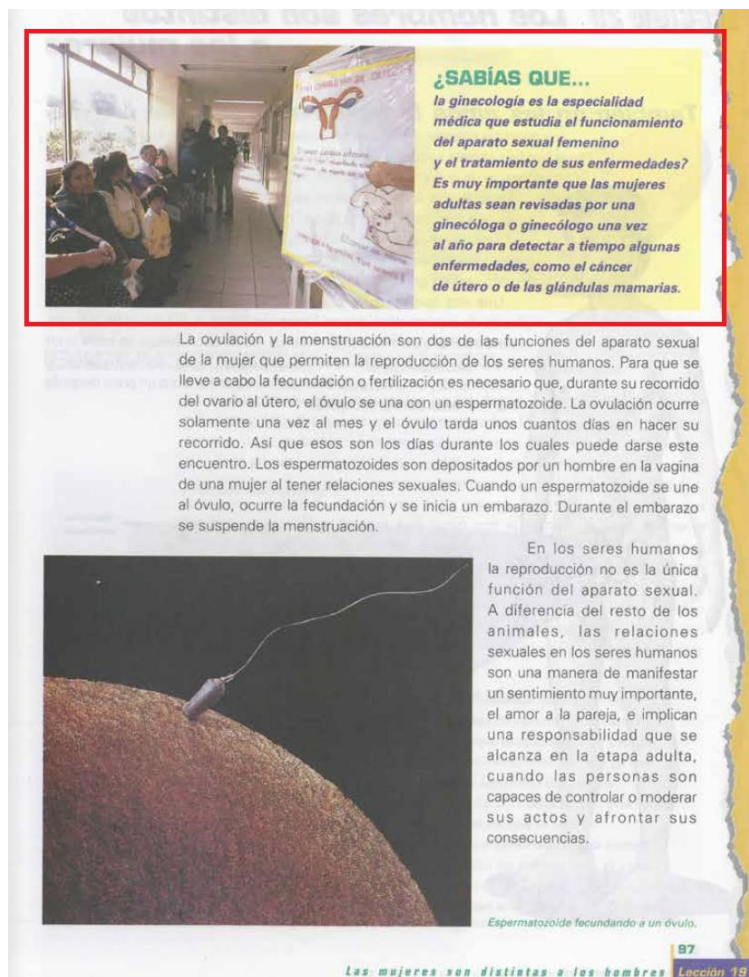 ¿SABÍAS QUE...
la ginecología es la especialidad
médica que estudia el funcionamiento
del aparato sexual femenino
y el tratamiento de sus enfermedades?
Es muy importante que las mujeres
adultas sean revisadas por una
ginecóloga o ginecólogo una vez
al año para detectar a tiempo algunas
enfermedades, como el cáncer
de útero o de las glándulas mamarias.
La ovulación y la menstruación son dos de las funciones del aparato sexual
de la mujer que permiten la reproducción de los seres humanos. Para que se
lleve a cabo la fecundación o fertilización es necesario que, durante su recorrido
del ovario al útero, el óvulo se una con un espermatozoide. La ovulación ocurre
solamente una vez al mes y el óvulo tarda unos cuantos días en hacer su
recorrido. Así que esos son los días durante los cuales puede darse este
encuentro. Los espermatozoides son depositados por un hombre en la vagina
de una mujer al tener relaciones sexuales. Cuando un espermatozoide se une
al óvulo, ocurre la fecundación y se inicia un embarazo. Durante el embarazo
se suspende la menstruación.
En los seres humanos
la reproducción no es la única
función del aparato sexual.
A diferencia del resto de los
animales, las relaciones
sexuales en los seres humanos
son una manera de manifestar
un sentimiento muy importante,
el amor a la pareja, e implican
una responsabilidad que se
alcanza en la etapa adulta,
cuando las personas son
capaces de controlar o moderar
sus actos y afrontar sus
consecuencias.
Espermatozoide fecundando a un óvulo.
97
Las mujeres son distintas a los hombres Lección 19